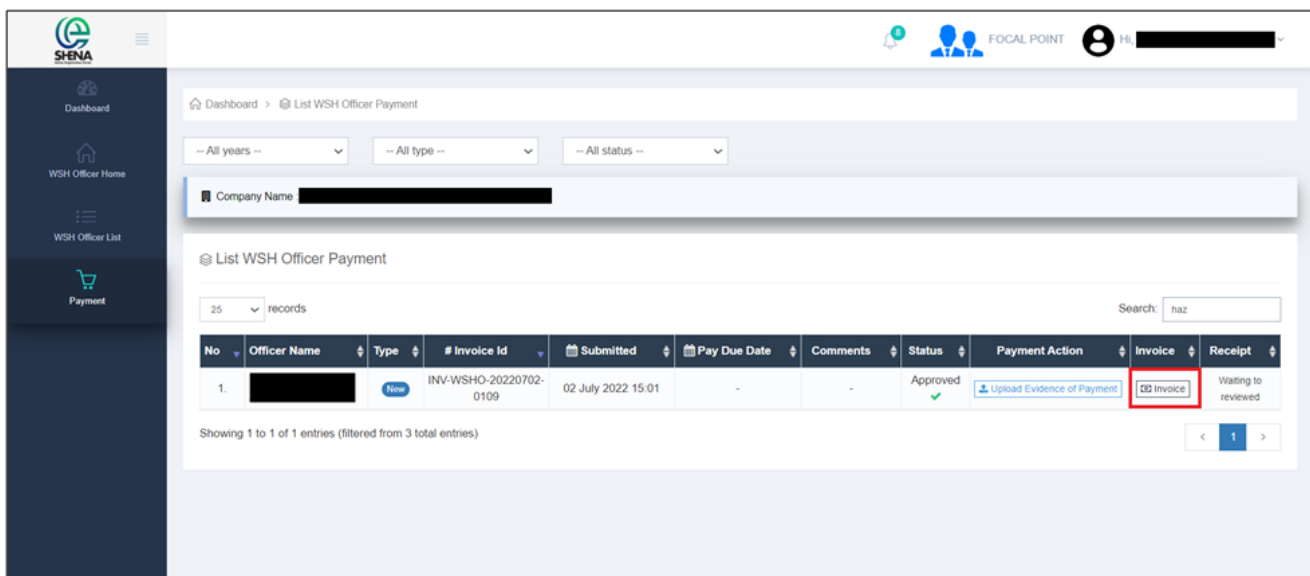 SHENA
8
FOCAL POINT
Hi,
Dashboard
WSH Officer Home
WSH Officer List
Payment
Dashboard > List WSH Officer Payment
-- All years --
-- All type --
-- All status --
Company Name :
List WSH Officer Payment
25 records
Search: haz
No Officer Name Type # Invoice Id Submitted Pay Due Date Comments Status Payment Action Invoice Receipt
1. New INV-WSHO-20220702- 02 July 2022 15:01 - - Approved Upload Evidence of Payment Invoice Waiting to
0109 reviewed
Showing 1 to 1 of 1 entries (filtered from 3 total entries)
< 1 >